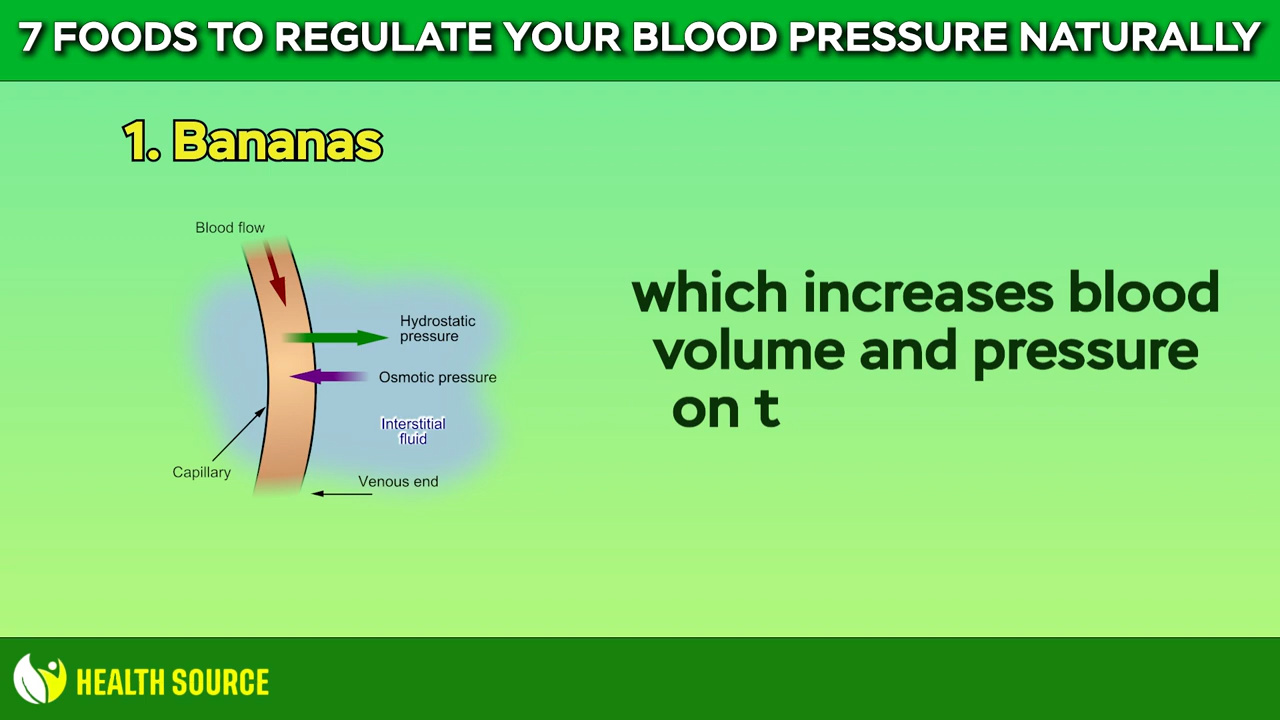 7 FOODS TO REGULATE YOUR BLOOD PRESSURE NATURALLY
1. Bananas
Blood flow
Hydrostatic
pressure
Osmotic pressure
Interstitial
fluid
Capillary
Venous end
which increases blood
volume and pressure
on t
HEALTH SOURCE